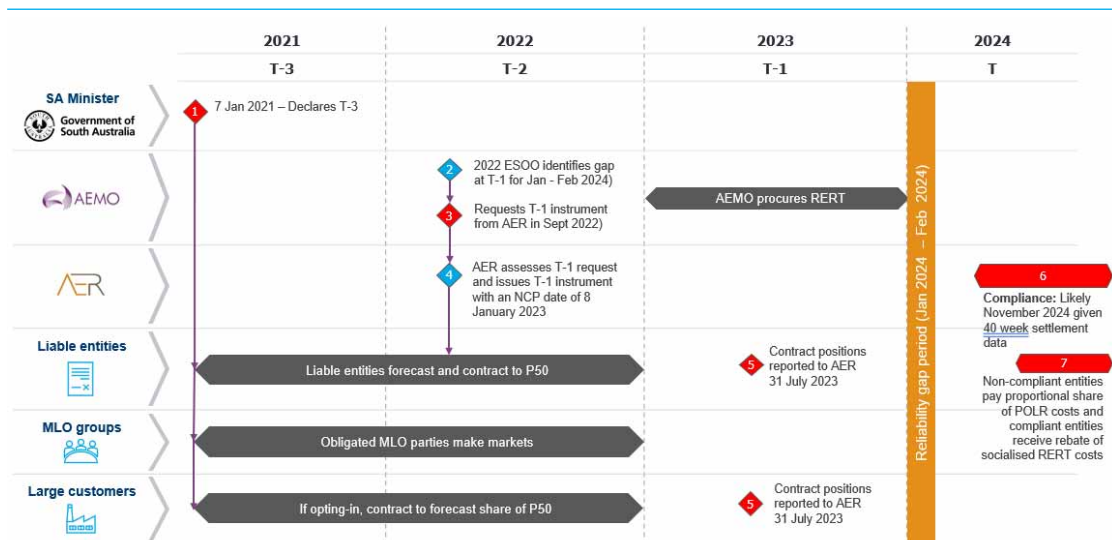 2021
2022
2023
2024
T-3
T-2
T-1
T
SA Minister
Government of
South Australia
1
7 Jan 2021 – Declares T-3
AEMO
2
2022 ESOO identifies gap
at T-1 for Jan - Feb 2024)
3
Requests T-1 instrument
from AER in Sept 2022)
AEMO procures RERT
AER
4
AER assesses T-1 request
and issues T-1 instrument
with an NCP date of 8
January 2023
6
Compliance: Likely
November 2024 given
40 week settlement
data
Liable entities
Liable entities forecast and contract to P50
5
Contract positions
reported to AER
31 July 2023
7
Non-compliant entities
pay proportional share
of POLR costs and
compliant entities
receive rebate of
socialised RERT costs
MLO groups
Obligated MLO parties make markets
Large customers
If opting-in, contract to forecast share of P50
5
Contract positions
reported to AER
31 July 2023
Reliability gap period (Jan 2024 – Feb 2024)